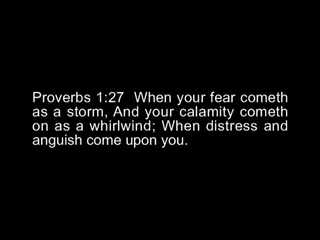 Proverbs 1:27  When your fear cometh
as a storm, And your calamity cometh
on as a whirlwind; When distress and
anguish come upon you.